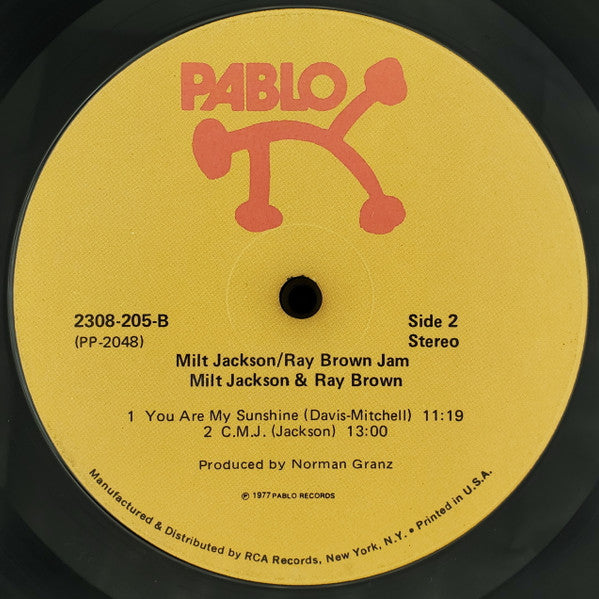 PABLO
2308-205-B
(PP-2048)
Side 2
Stereo
Milt Jackson/Ray Brown Jam
Milt Jackson & Ray Brown
1 You Are My Sunshine (Davis-Mitchell) 11:19
2 C.M.J. (Jackson) 13:00
Produced by Norman Granz
℗ 1977 PABLO RECORDS
Manufactured & Distributed by RCA Records, New York, N.Y. • Printed in U.S.A.